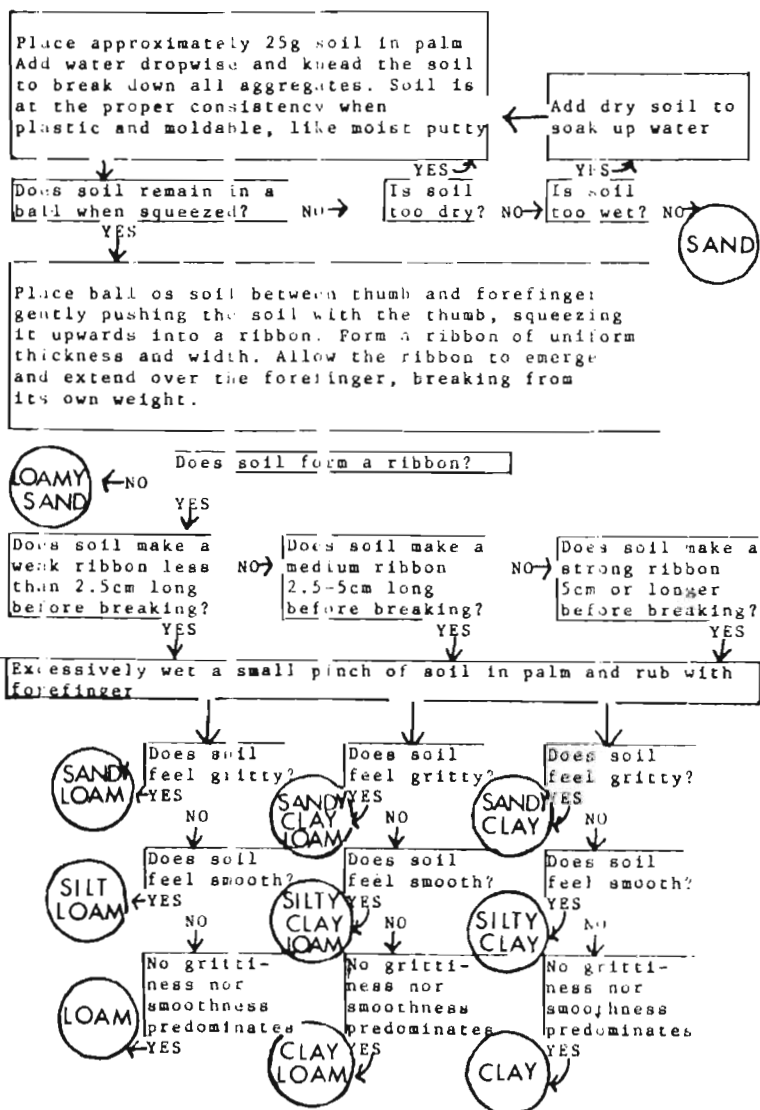 Place approximately 25g soil in palm
Add water dropwise and knead the soil
to break down all aggregates. Soil is
at the proper consistency when
plastic and moldable, like moist putty
Add dry soil to
soak up water
YES
YES
Does soil remain in a
ball when squeezed?
NO
Is soil
too dry?
NO
Is soil
too wet?
NO
SAND
YES
Place ball os soil between thumb and forefinger
gently pushing the soil with the thumb, squeezing
it upwards into a ribbon. Form a ribbon of uniform
thickness and width. Allow the ribbon to emerge
and extend over the forefinger, breaking from
its own weight.
Does soil form a ribbon?
LOAMY
SAND
NO
YES
Does soil make a
weak ribbon less
than 2.5cm long
before breaking?
NO
Does soil make a
medium ribbon
2.5-5cm long
before breaking?
NO
Does soil make a
strong ribbon
5cm or longer
before breaking?
YES
YES
YES
Excessively wet a small pinch of soil in palm and rub with
forefinger
Does soil
feel gritty?
YES
SANDY
LOAM
NO
Does soil
feel gritty?
YES
SANDY
CLAY
LOAM
NO
Does soil
feel gritty?
YES
SANDY
CLAY
NO
Does soil
feel smooth?
YES
SILT
LOAM
NO
Does soil
feel smooth?
YES
SILTY
CLAY
LOAM
NO
Does soil
feel smooth?
YES
SILTY
CLAY
NO
No gritti-
ness nor
smoothness
predominates
YES
LOAM
No gritti-
ness nor
smoothness
predominates
YES
CLAY
LOAM
No gritti-
ness nor
smoothness
predominates
YES
CLAY